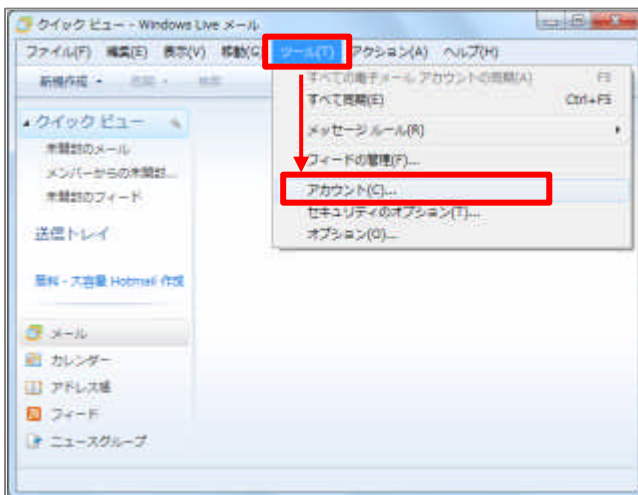 クイック ビュー - Windows Live メール
ファイル(F) 編集(E) 表示(V) 移動(G) ツール(T) アクション(A) ヘルプ(H)
新規作成
すべての電子メール アカウントの同期(A) F5
すべて同期(E) Ctrl+F5
メッセージ ルール(R)
フィードの管理(F)...
アカウント(C)...
セキュリティのオプション(T)...
オプション(O)...
クイック ビュー
未開封のメール
メンバーからの未開封...
未開封のフィード
送信トレイ
無料 - 大容量 Hotmail 作成
メール
カレンダー
アドレス帳
フィード
ニュースグループ